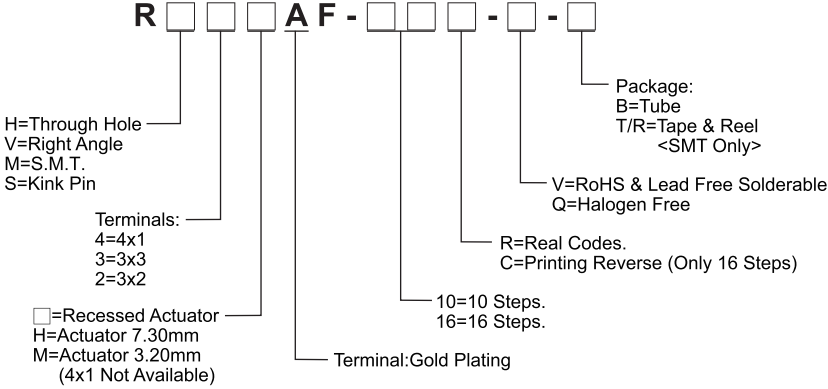 R□□□AF-□□□-□-□
Package:
B=Tube
T/R=Tape & Reel
<SMT Only>
H=Through Hole
V=Right Angle
M=S.M.T.
S=Kink Pin
V=RoHS & Lead Free Solderable
Q=Halogen Free
Terminals:
4=4x1
3=3x3
2=3x2
R=Real Codes.
C=Printing Reverse (Only 16 Steps)
10=10 Steps.
16=16 Steps.
□=Recessed Actuator
H=Actuator 7.30mm
M=Actuator 3.20mm
(4x1 Not Available)
Terminal:Gold Plating